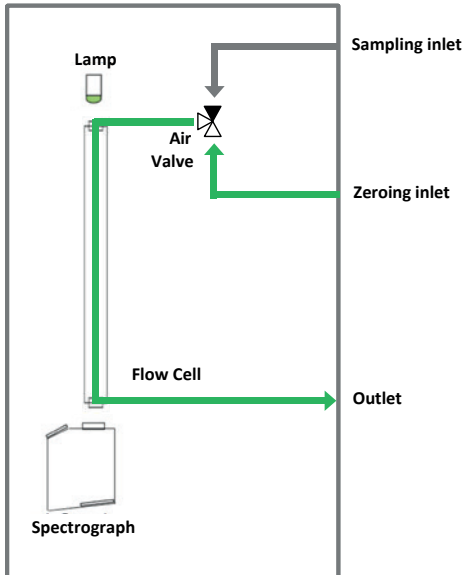 Sampling inlet
Lamp
Air
Valve
Zeroing inlet
Flow Cell
Outlet
Spectrograph